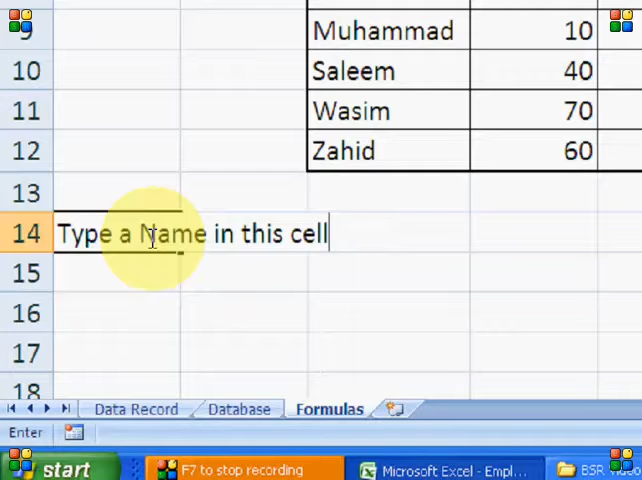 9 Muhammad 10
10 Saleem 40
11 Wasim 70
12 Zahid 60
13
14 Type a Name in this cell
15
16
17
18
Data Record Database Formulas
Enter
start F7 to stop recording Microsoft Excel - Empl... BSR Video